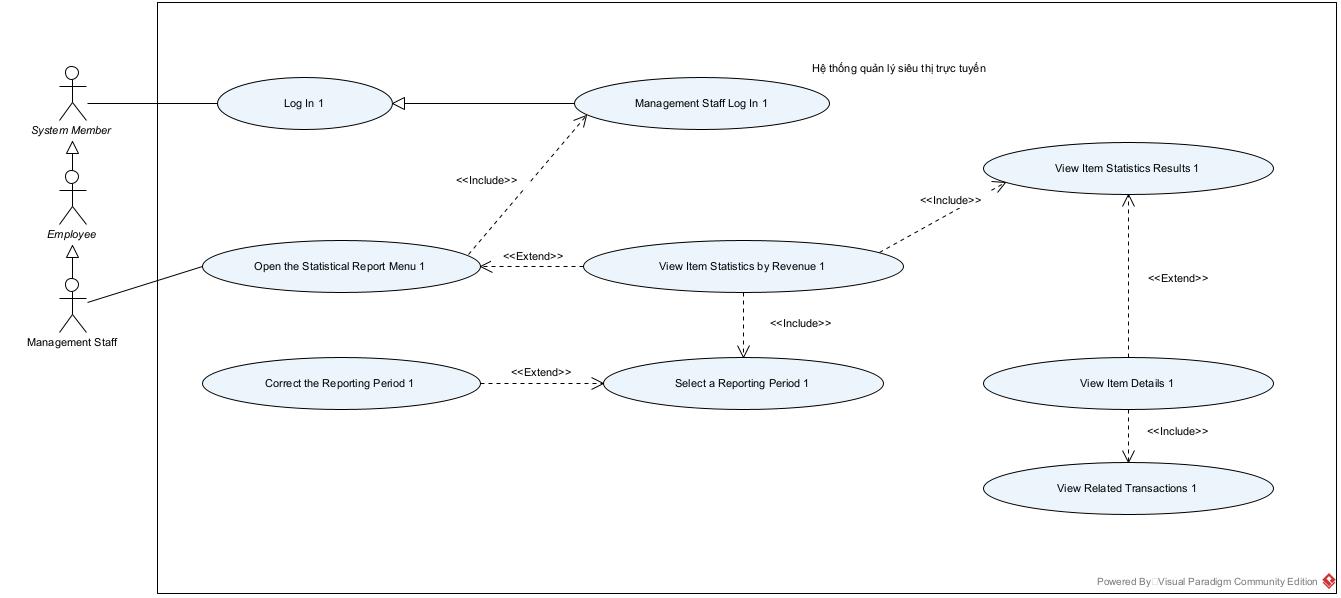 Hệ thống quản lý siêu thị trực tuyến
Log In 1
Management Staff Log In 1
System Member
View Item Statistics Results 1
<<Include>>
<<Include>>
Employee
<<Extend>>
Open the Statistical Report Menu 1
View Item Statistics by Revenue 1
<<Extend>>
<<Include>>
Management Staff
<<Extend>>
Correct the Reporting Period 1
Select a Reporting Period 1
View Item Details 1
<<Include>>
View Related Transactions 1
Powered By Visual Paradigm Community Edition